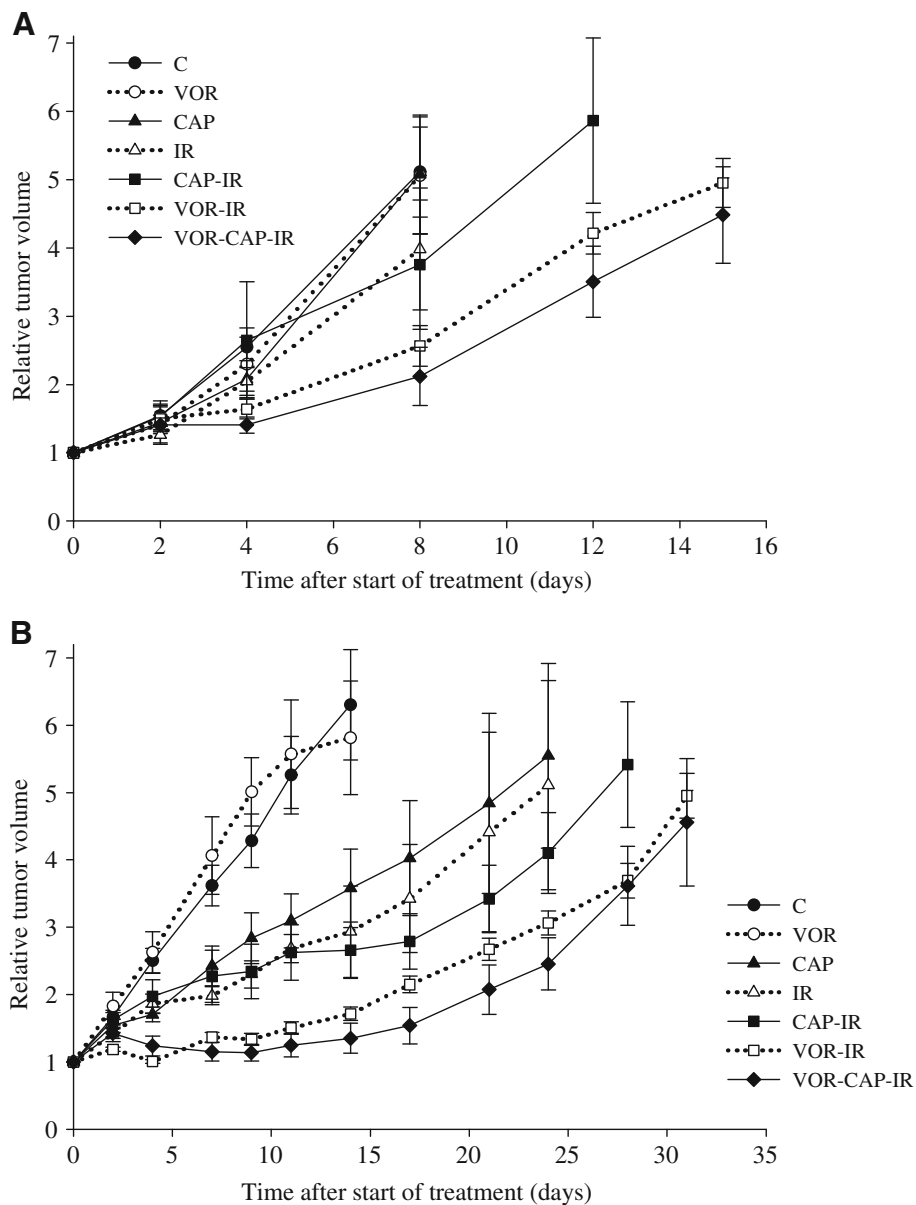 A
7
6
5
4
3
2
1
0
Relative tumor volume
C
VOR
CAP
IR
CAP-IR
VOR-IR
VOR-CAP-IR
0 2 4 6 8 10 12 14 16
Time after start of treatment (days)
B
7
6
5
4
3
2
1
0
Relative tumor volume
C
VOR
CAP
IR
CAP-IR
VOR-IR
VOR-CAP-IR
0 5 10 15 20 25 30 35
Time after start of treatment (days)